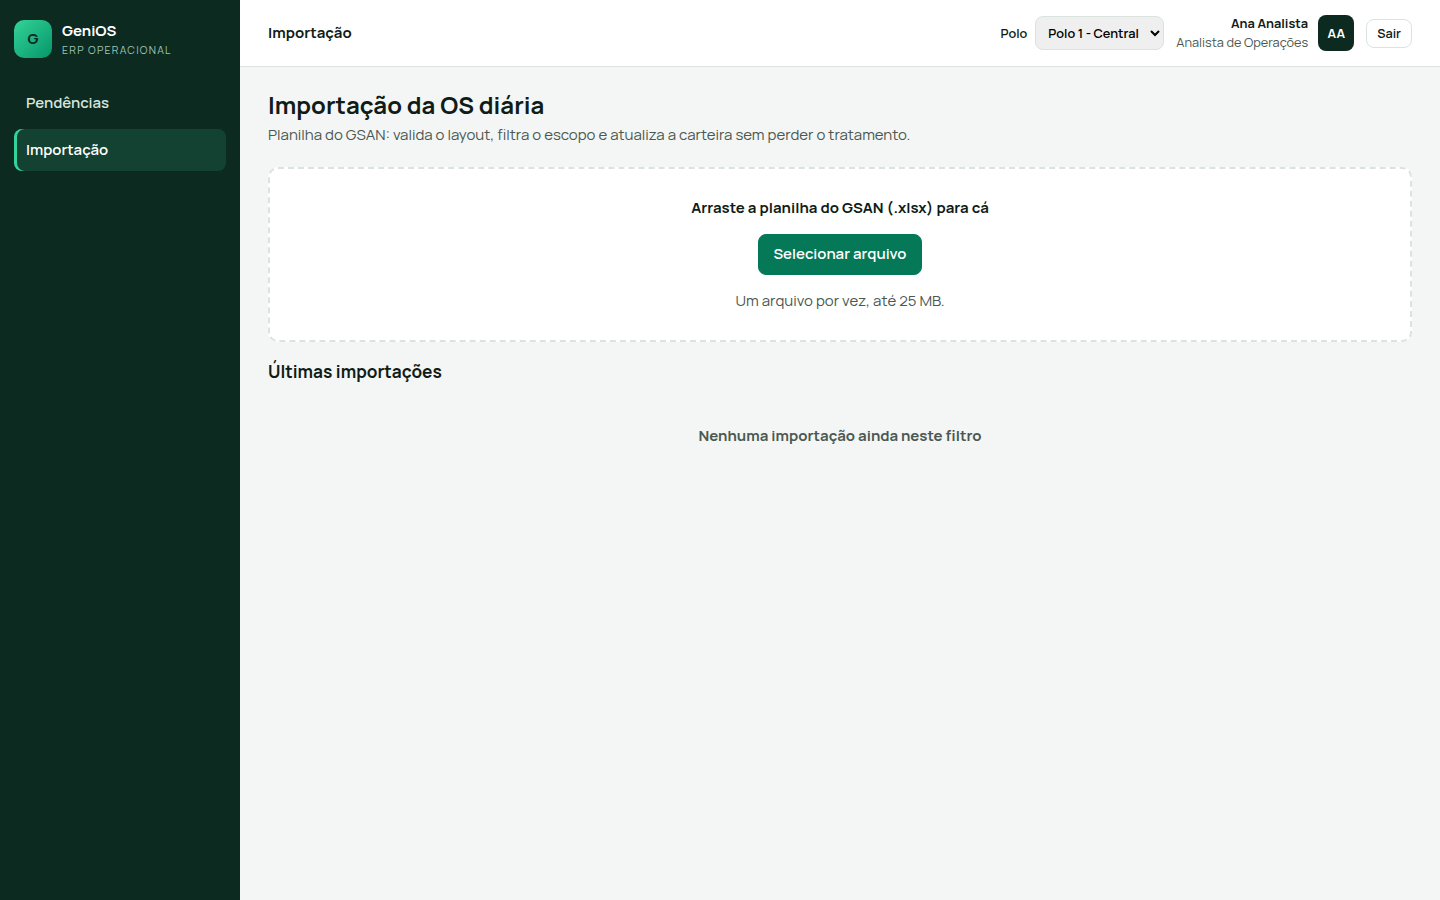 G
GeniOS
ERP OPERACIONAL
Pendências
Importação
Importação
Polo
Polo 1 - Central
Ana Analista
Analista de Operações
AA
Sair
Importação da OS diária
Planilha do GSAN: valida o layout, filtra o escopo e atualiza a carteira sem perder o tratamento.
Arraste a planilha do GSAN (.xlsx) para cá
Selecionar arquivo
Um arquivo por vez, até 25 MB.
Últimas importações
Nenhuma importação ainda neste filtro